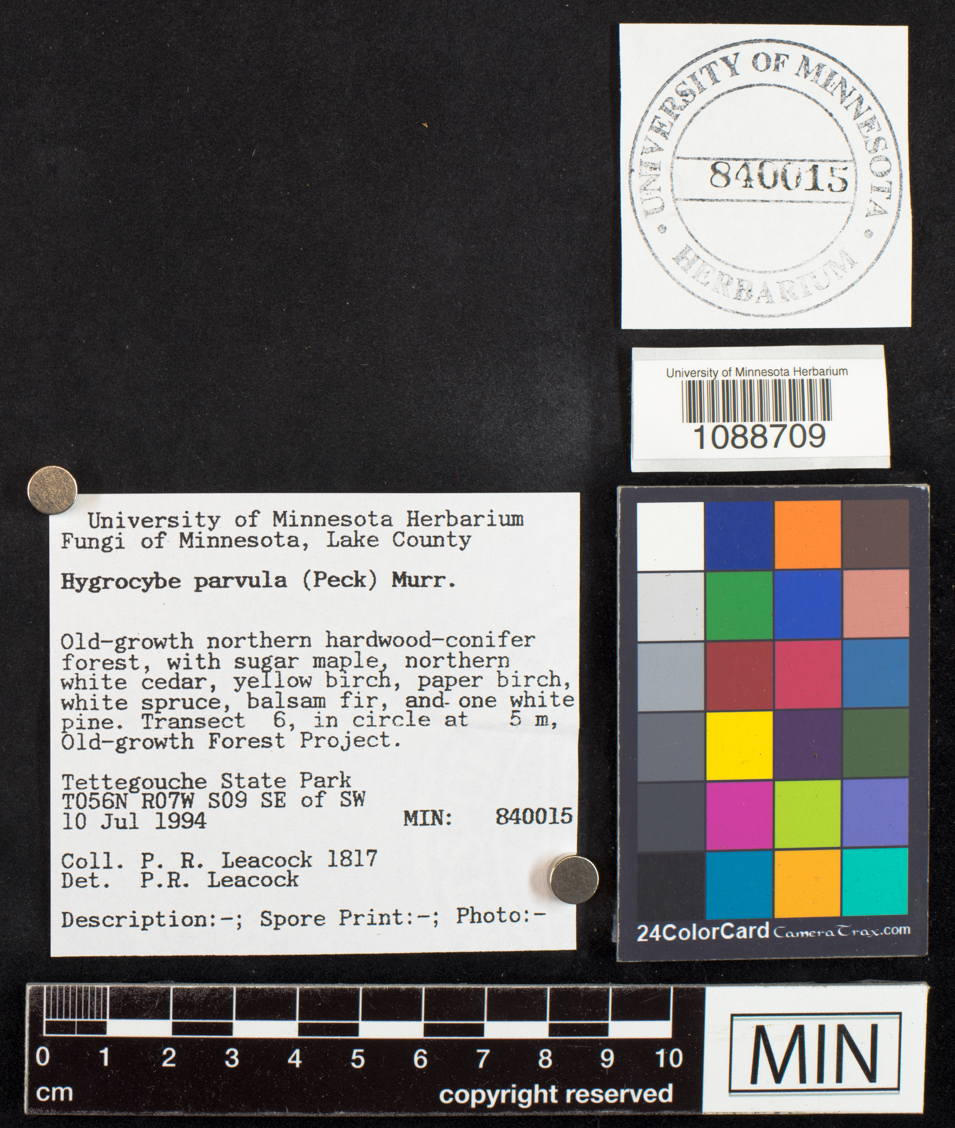 UNIVERSITY OF MINNESOTA
840015
• HERBARIUM •
University of Minnesota Herbarium
1088709
University of Minnesota Herbarium
Fungi of Minnesota, Lake County
Hygrocybe parvula (Peck) Murr.
Old-growth northern hardwood-conifer
forest, with sugar maple, northern
white cedar, yellow birch, paper birch,
white spruce, balsam fir, and one white
pine. Transect 6, in circle at 5 m,
Old-growth Forest Project.
Tettegouche State Park
T056N R07W S09 SE of SW
10 Jul 1994 MIN: 840015
Coll. P. R. Leacock 1817
Det. P.R. Leacock
Description:-; Spore Print:-; Photo:-
24ColorCard CameraTrax.com
0 1 2 3 4 5 6 7 8 9 10
cm copyright reserved
MIN